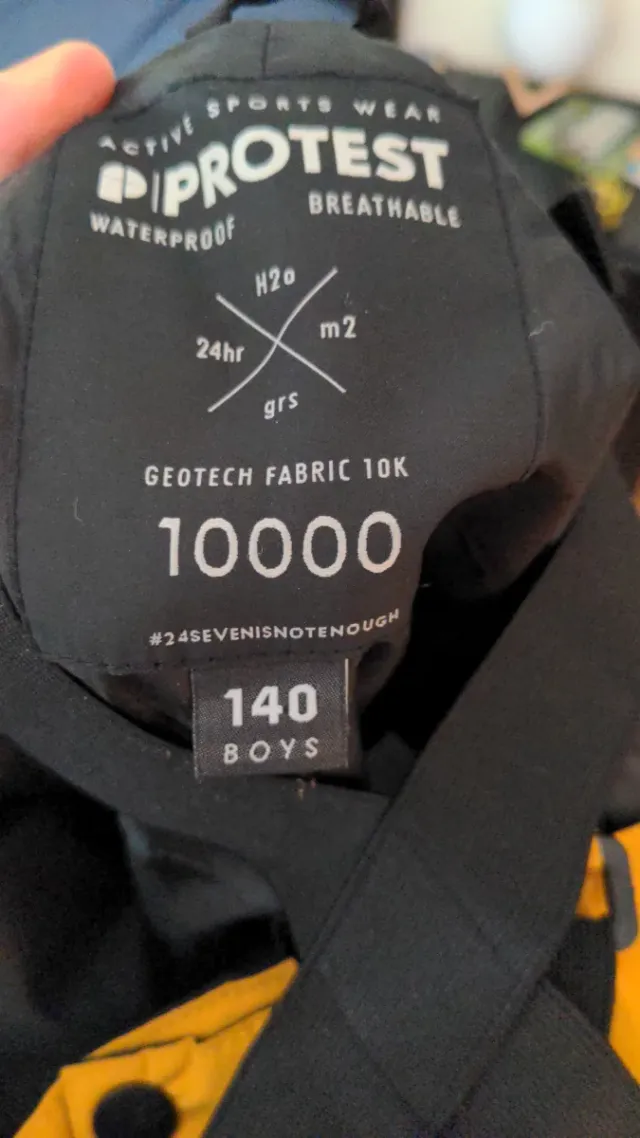 ACTIVE SPORTS WEAR
PROTEST
WATERPROOF BREATHABLE
H2o
24hr m2
grs
GEOTECH FABRIC 10K
10000
#24SEVENISNOTENOUGH
140
BOYS